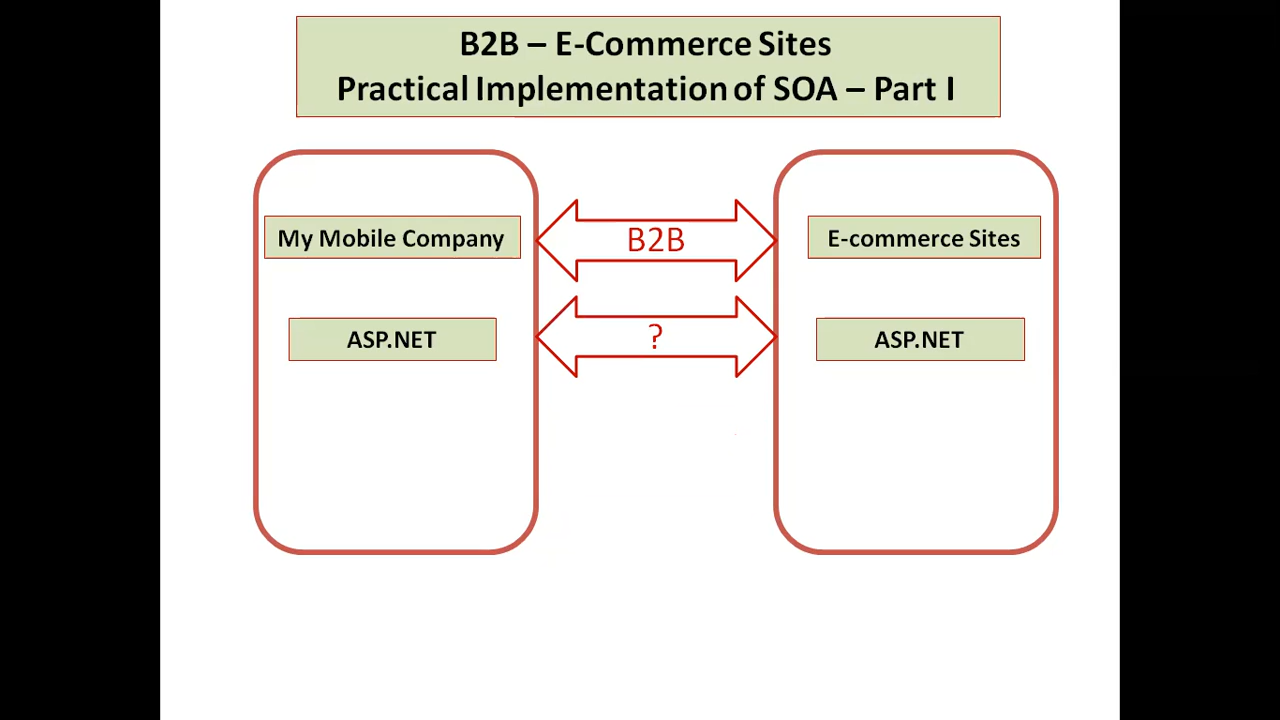 B2B – E-Commerce Sites
Practical Implementation of SOA – Part I
My Mobile Company
B2B
E-commerce Sites
ASP.NET
?
ASP.NET